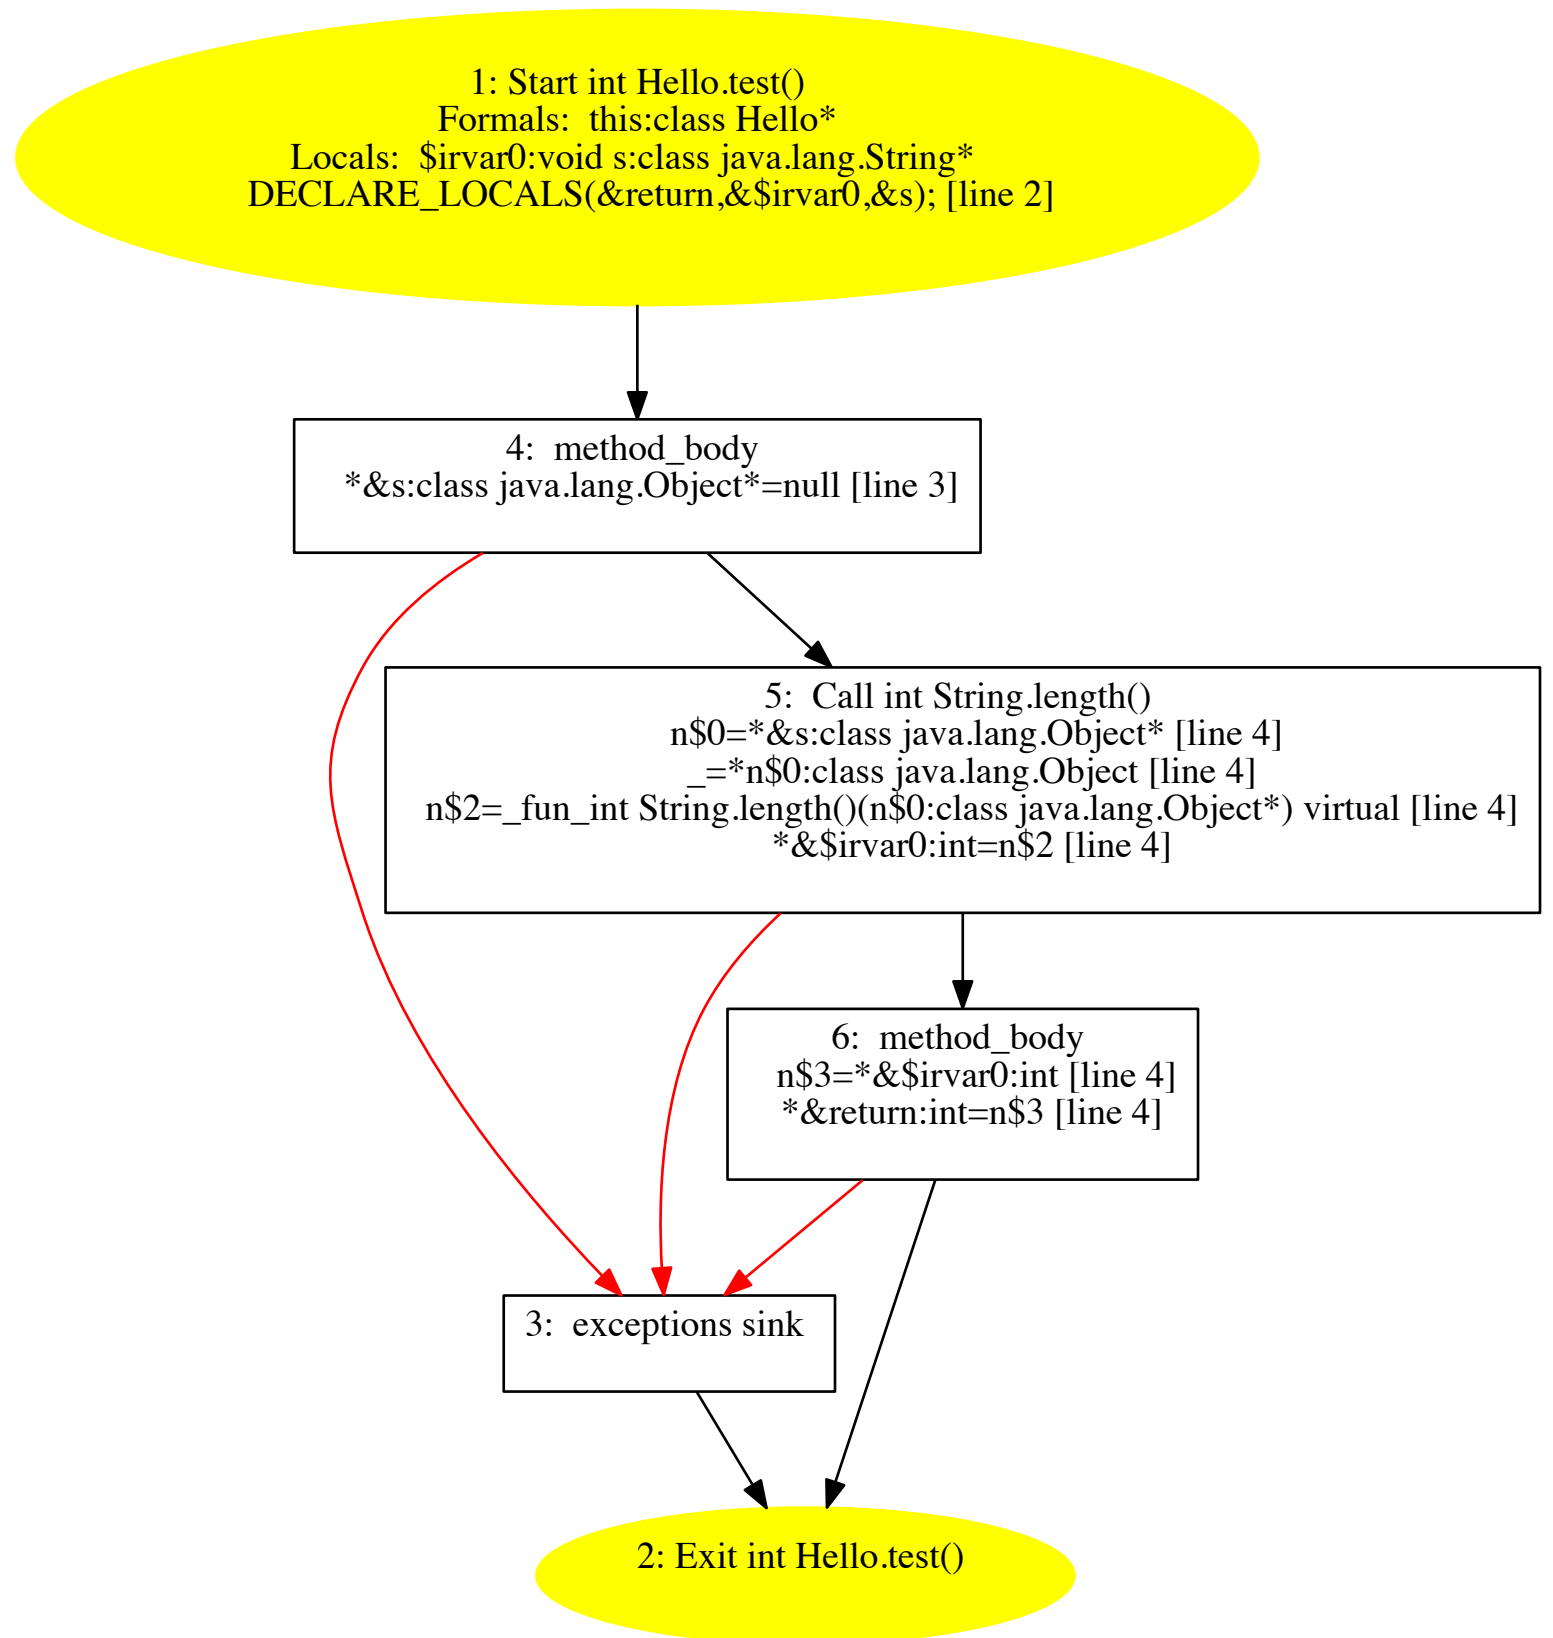 1: Start int Hello.test()
Formals:  this:class Hello*
Locals:  $irvar0:void s:class java.lang.String*
DECLARE_LOCALS(&return,&$irvar0,&s); [line 2]
4:  method_body
*&s:class java.lang.Object*=null [line 3]
5:  Call int String.length()
n$0=*&s:class java.lang.Object* [line 4]
_=*n$0:class java.lang.Object [line 4]
n$2=_fun_int String.length()(n$0:class java.lang.Object*) virtual [line 4]
*&$irvar0:int=n$2 [line 4]
6:  method_body
n$3=*&$irvar0:int [line 4]
*&return:int=n$3 [line 4]
3:  exceptions sink
2: Exit int Hello.test()